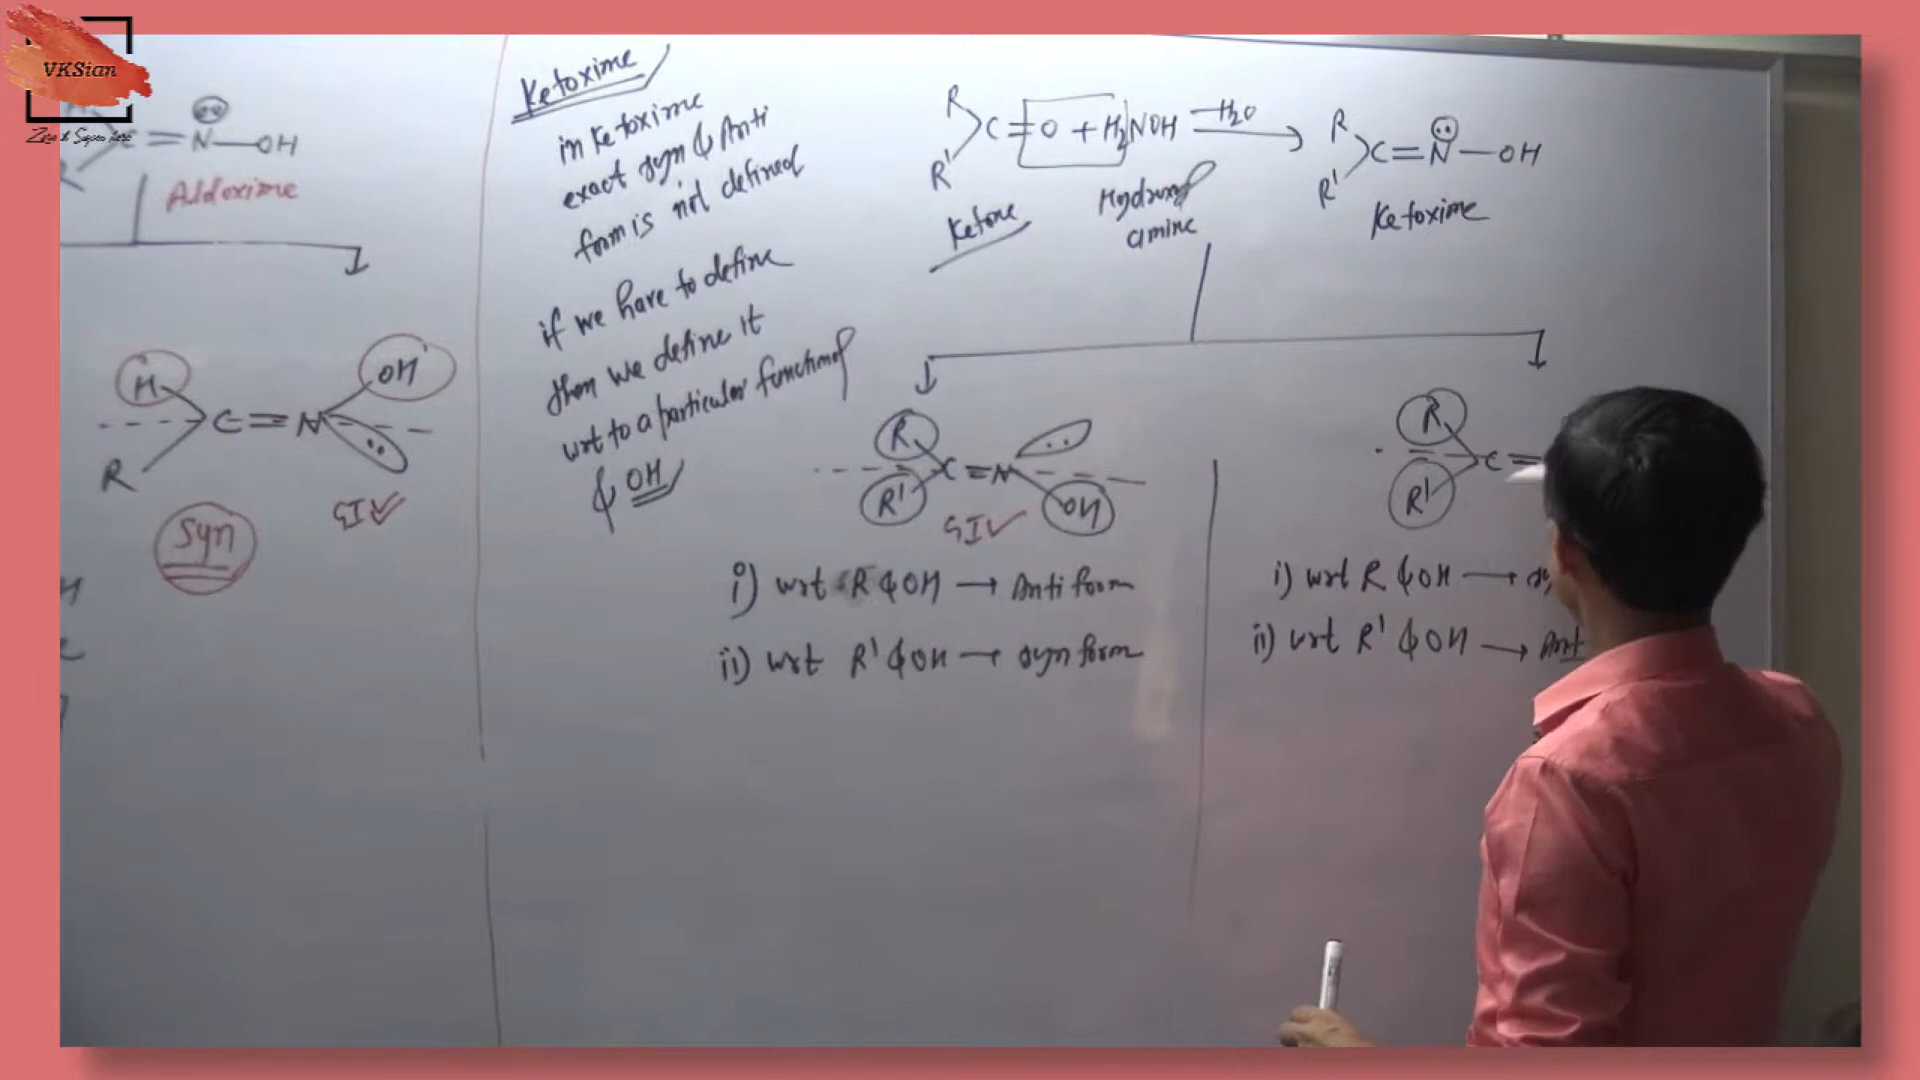 VKSian
C=N—OH
R
Aldoxime
H
OH
C=N
R
GI✓
Syn
Ketoxime
in Ketoxime
exact syn & Anti
form is not defined
if we have to define
then we define it
wrt to a particular functional
& OH
R
C=O + H2NOH
-H2O
R
C=N—OH
R'
R'
Ketone
Hydroxyl
amine
Ketoxime
R
C=N
R'
OH
GI✓
i) wrt R & OH → Anti form
ii) wrt R' & OH → syn form
R
C=
R'
i) wrt R & OH →
ii) wrt R' & OH → Ant